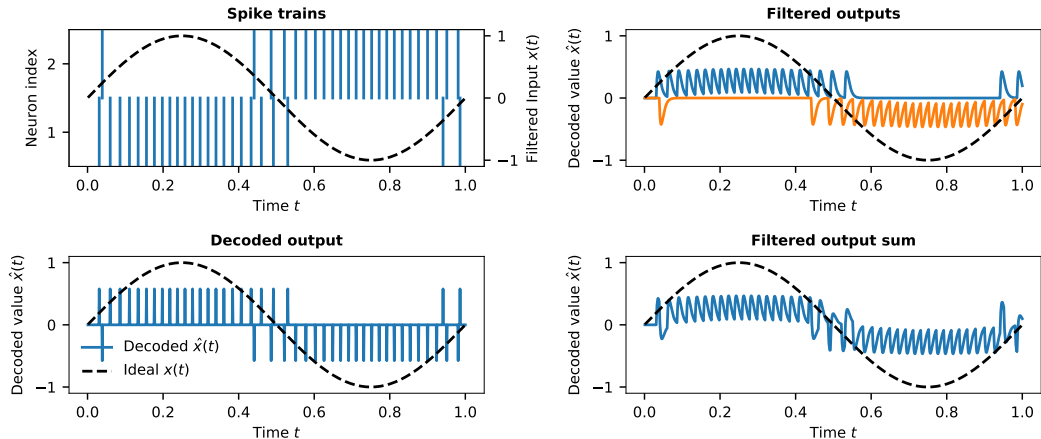 Spike trains
Neuron index
2
1
1
0
−1
Filtered Input x(t)
0.0 0.2 0.4 0.6 0.8 1.0
Time t
Filtered outputs
Decoded value x̂(t)
1
0
−1
0.0 0.2 0.4 0.6 0.8 1.0
Time t
Decoded output
Decoded value x̂(t)
1
0
−1
Decoded x̂(t)
Ideal x(t)
0.0 0.2 0.4 0.6 0.8 1.0
Time t
Filtered output sum
Decoded value x̂(t)
1
0
−1
0.0 0.2 0.4 0.6 0.8 1.0
Time t